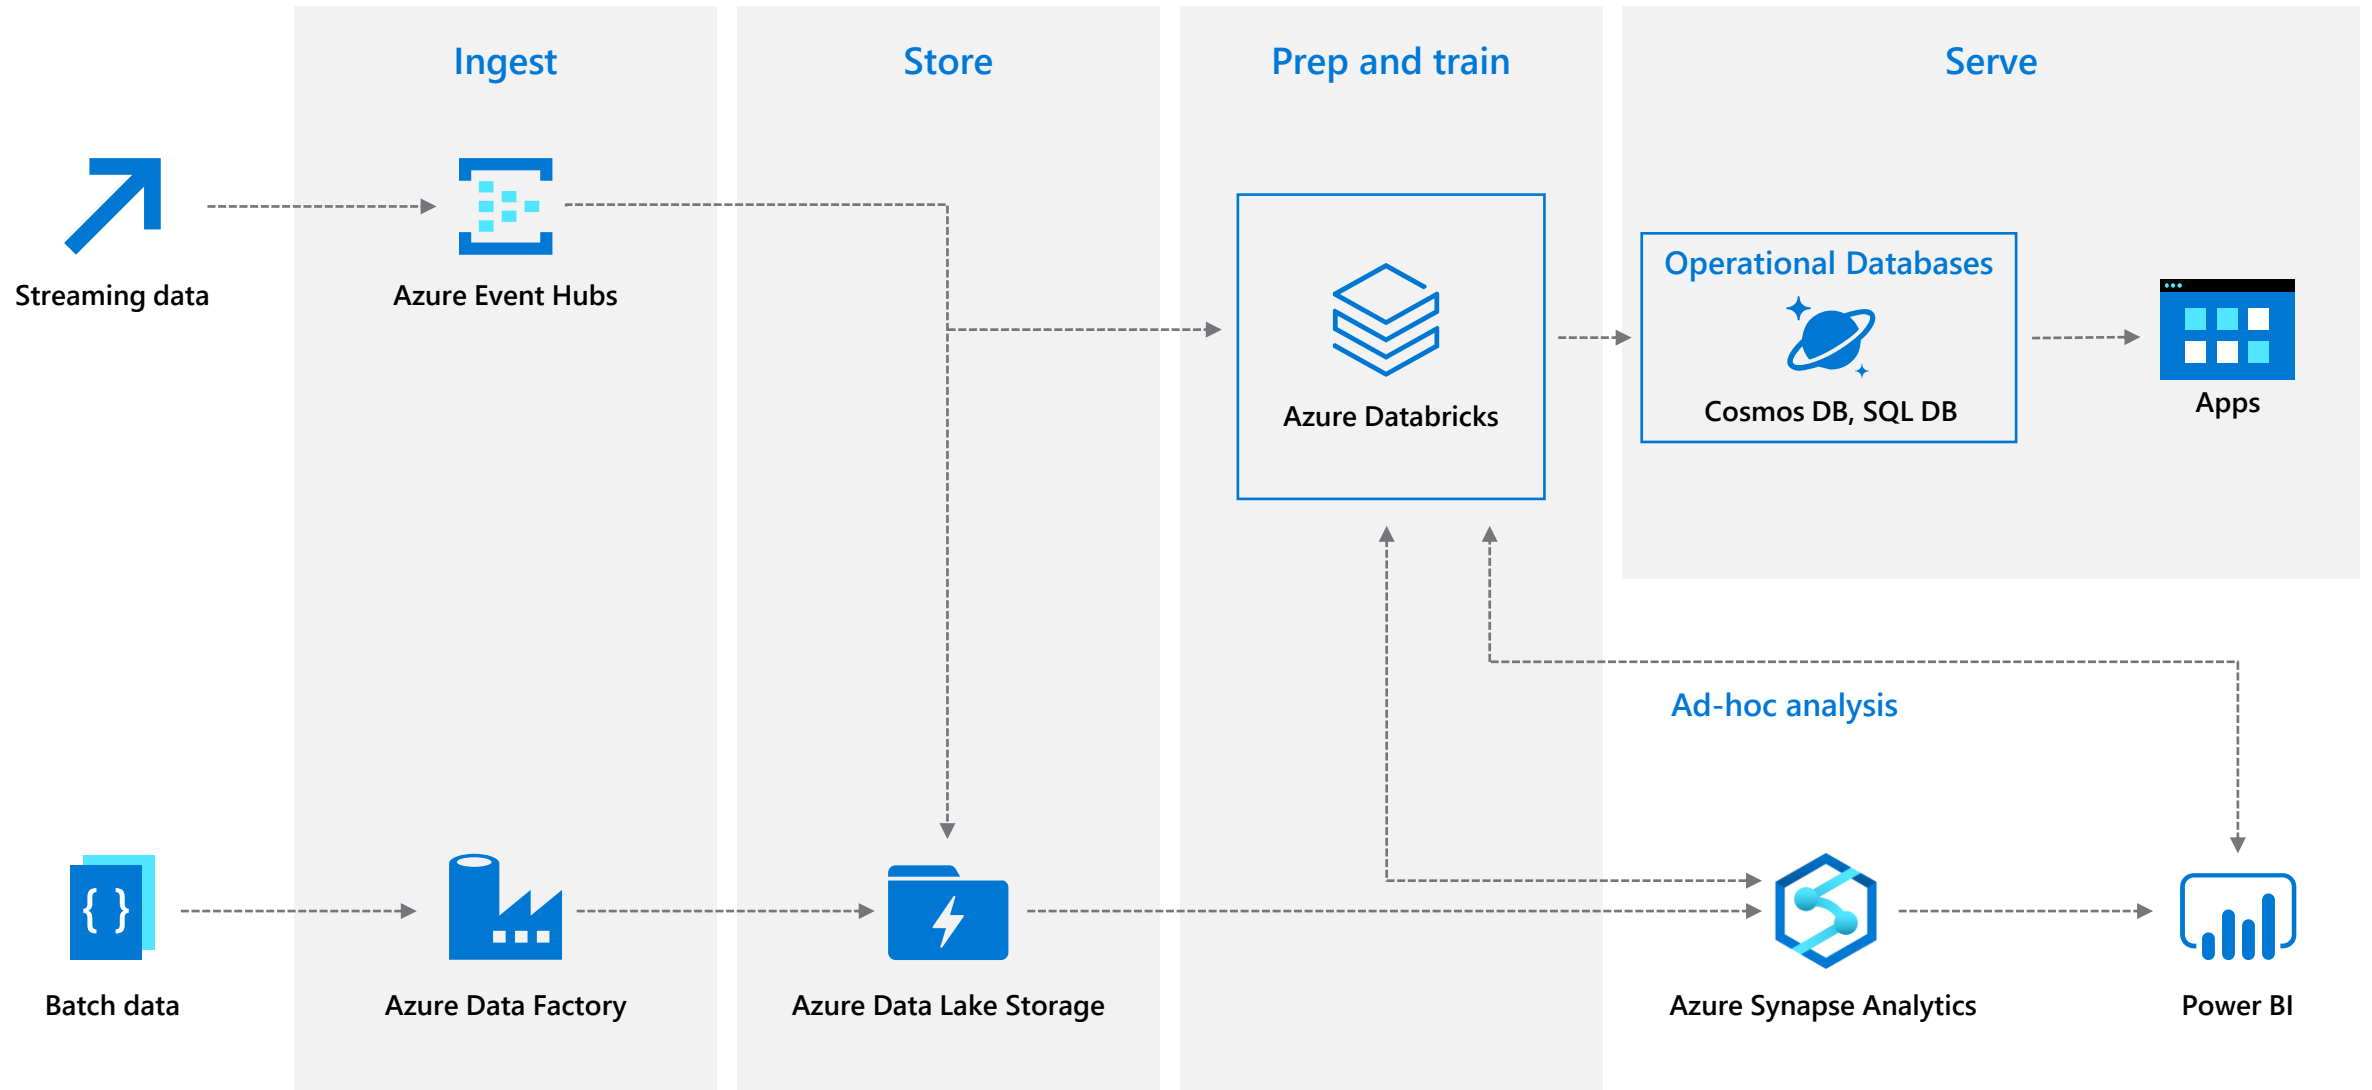 Ingest
Store
Prep and train
Serve
Streaming data
Azure Event Hubs
Azure Databricks
Operational Databases
Cosmos DB, SQL DB
Apps
Ad-hoc analysis
{ }
Batch data
Azure Data Factory
Azure Data Lake Storage
Azure Synapse Analytics
Power BI